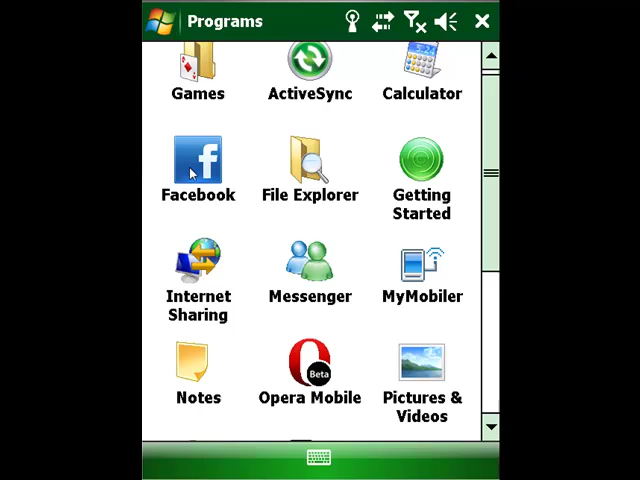 Programs
Games ActiveSync Calculator
Facebook File Explorer Getting Started
Internet Sharing Messenger MyMobiler
Notes Opera Mobile Pictures & Videos
Beta